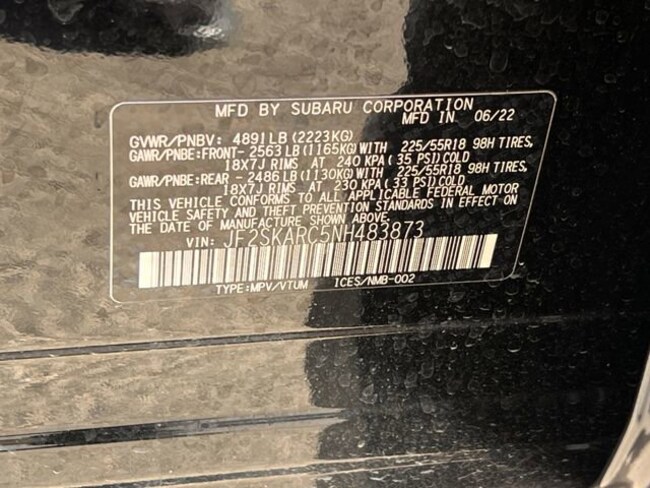 MFD BY SUBARU CORPORATION
MFD IN 06/22
GVWR/PNBV: 4891LB (2223KG)
GAWR/PNBE: FRONT- 2563 LB (1165KG) WITH 225/55R18 98H TIRES,
18X7J RIMS AT 240 KPA ( 35 PSI) COLD
GAWR/PNBE: REAR - 2486 LB (1130KG) WITH 225/55R18 98H TIRES,
18X7J RIMS AT 230 KPA ( 33 PSI) COLD
THIS VEHICLE CONFORMS TO ALL APPLICABLE FEDERAL MOTOR
VEHICLE SAFETY AND THEFT PREVENTION STANDARDS IN EFFECT ON
THE DATE OF MANUFACTURE SHOWN ABOVE.
VIN: JF2SKARC5NH483873
TYPE: MPV/VTUM ICES/NMB-002